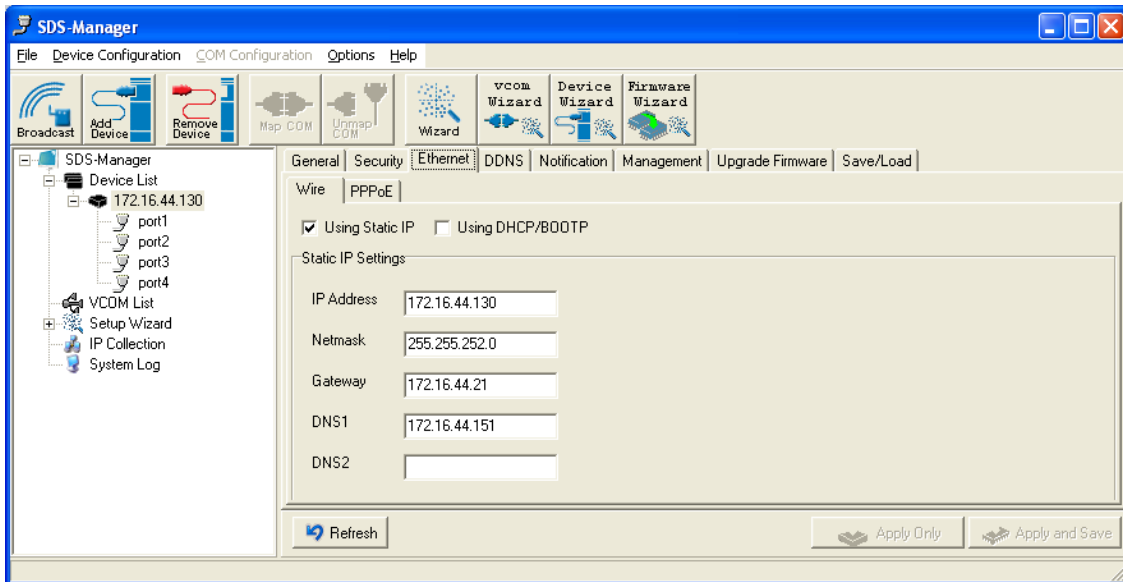 SDS-Manager
File Device Configuration COM Configuration Options Help
Broadcast Add Device Remove Device Map COM Unmap COM Wizard vcom Wizard Device Wizard Firmware Wizard
SDS-Manager
Device List
172.16.44.130
port1
port2
port3
port4
VCOM List
Setup Wizard
IP Collection
System Log
General Security Ethernet DDNS Notification Management Upgrade Firmware Save/Load
Wire PPPoE
Using Static IP Using DHCP/BOOTP
Static IP Settings
IP Address 172.16.44.130
Netmask 255.255.252.0
Gateway 172.16.44.21
DNS1 172.16.44.151
DNS2
Refresh Apply Only Apply and Save